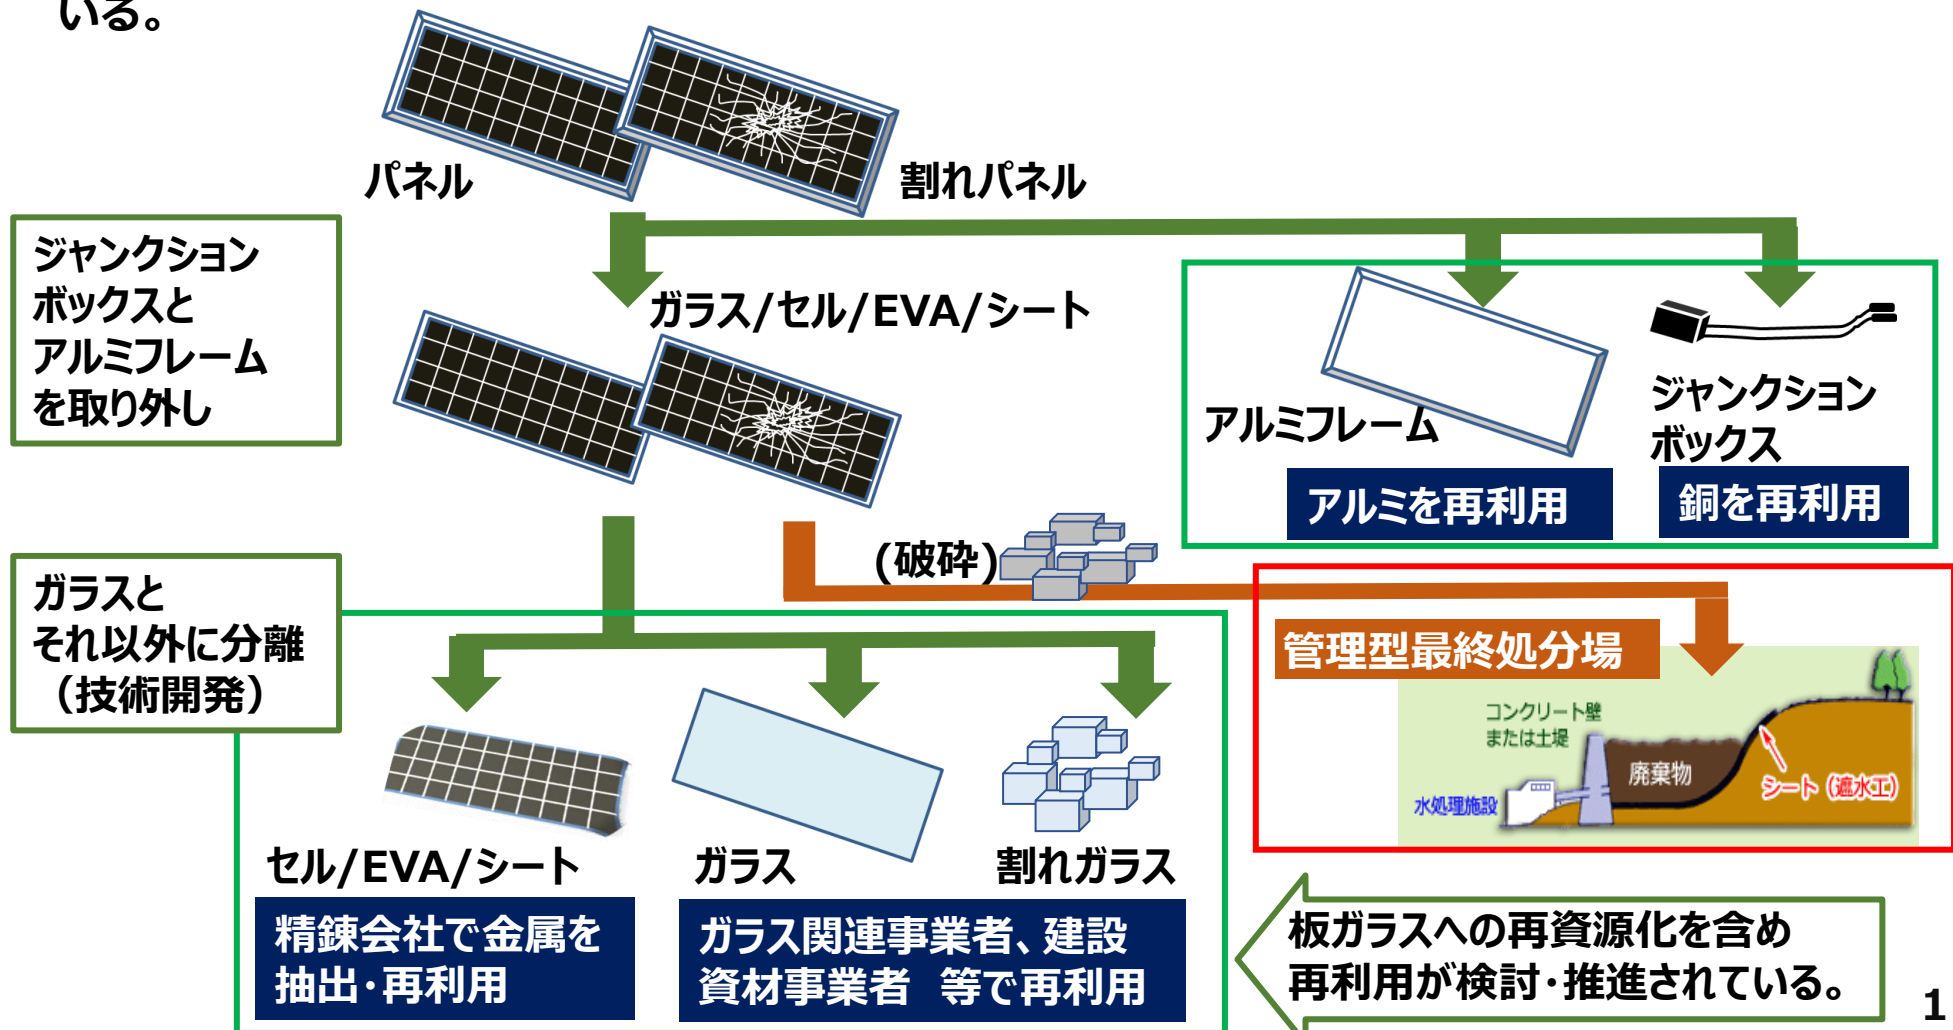 いる。
パネル
割れパネル
ジャンクション
ボックスと
アルミフレーム
を取り外し
ガラス/セル/EVA/シート
アルミフレーム
ジャンクション
ボックス
アルミを再利用
銅を再利用
(破砕)
ガラスと
それ以外に分離
（技術開発）
管理型最終処分場
コンクリート壁
または土堤
廃棄物
シート（遮水工）
水処理施設
セル/EVA/シート
ガラス
割れガラス
精錬会社で金属を
抽出・再利用
ガラス関連事業者、建設
資材事業者　等で再利用
板ガラスへの再資源化を含め
再利用が検討・推進されている。
1